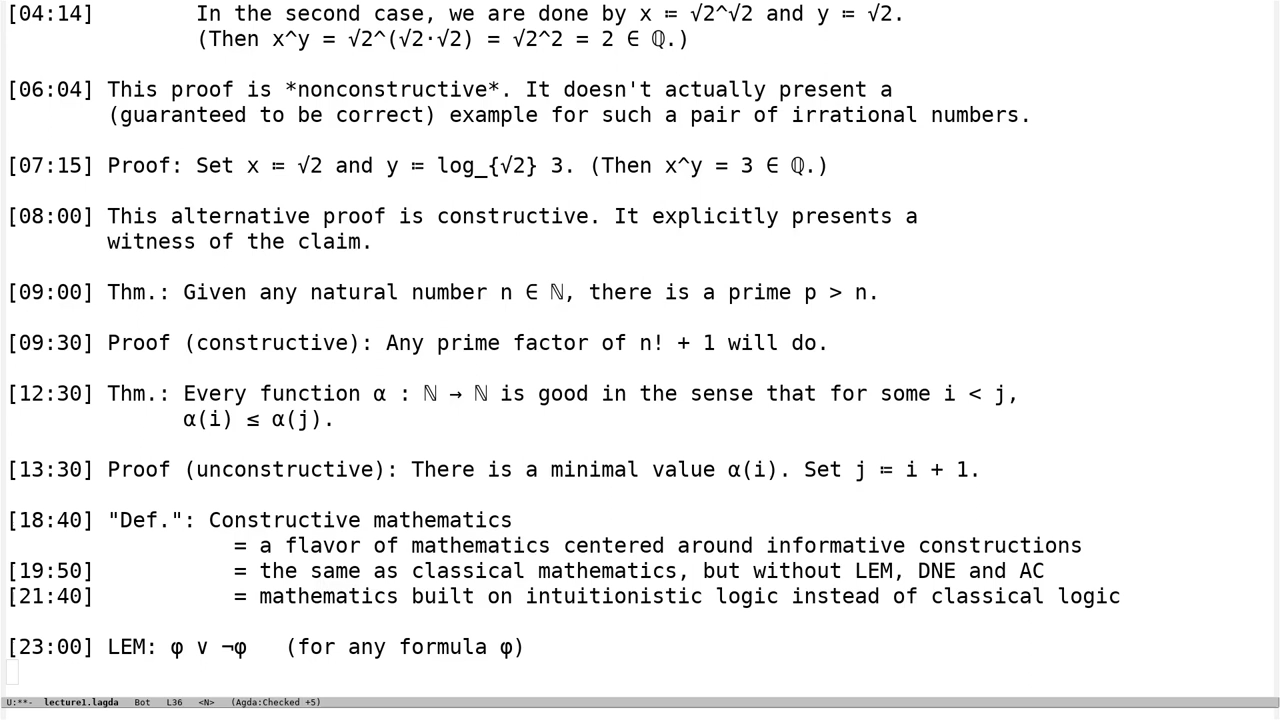 [04:14]        In the second case, we are done by x ≔ √2^√2 and y ≔ √2.
               (Then x^y = √2^(√2·√2) = √2^2 = 2 ∈ ℚ.)
[06:04] This proof is *nonconstructive*. It doesn't actually present a
        (guaranteed to be correct) example for such a pair of irrational numbers.
[07:15] Proof: Set x ≔ √2 and y ≔ log_{√2} 3. (Then x^y = 3 ∈ ℚ.)
[08:00] This alternative proof is constructive. It explicitly presents a
        witness of the claim.
[09:00] Thm.: Given any natural number n ∈ ℕ, there is a prime p > n.
[09:30] Proof (constructive): Any prime factor of n! + 1 will do.
[12:30] Thm.: Every function α : ℕ → ℕ is good in the sense that for some i < j,
              α(i) ≤ α(j).
[13:30] Proof (unconstructive): There is a minimal value α(i). Set j ≔ i + 1.
[18:40] "Def.": Constructive mathematics
                  = a flavor of mathematics centered around informative constructions
[19:50]           = the same as classical mathematics, but without LEM, DNE and AC
[21:40]           = mathematics built on intuitionistic logic instead of classical logic
[23:00] LEM: φ ∨ ¬φ   (for any formula φ)
U:**-  lecture1.lagda   Bot   L36   <N>   (Agda:Checked +5)